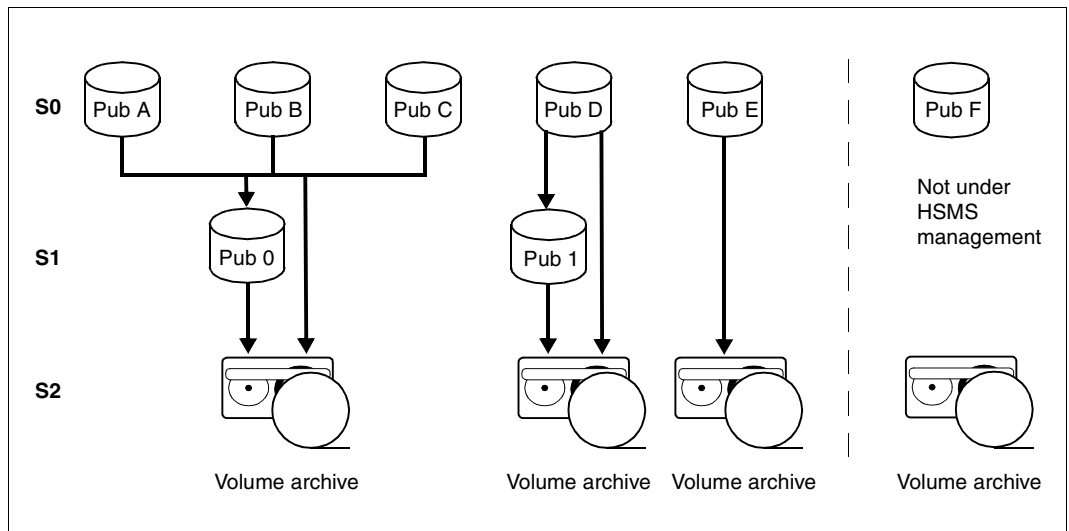 S0
Pub A
Pub B
Pub C
Pub D
Pub E
Pub F
Not under
HSMS
management
S1
Pub 0
Pub 1
S2
Volume archive
Volume archive
Volume archive
Volume archive